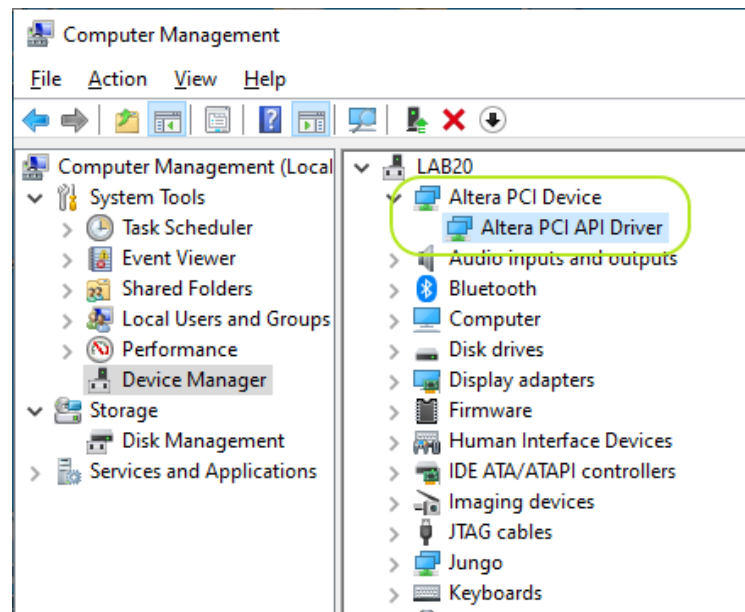 Computer Management
File Action View Help
Computer Management (Local
System Tools
Task Scheduler
Event Viewer
Shared Folders
Local Users and Groups
Performance
Device Manager
Storage
Disk Management
Services and Applications
LAB20
Altera PCI Device
Altera PCI API Driver
Audio inputs and outputs
Bluetooth
Computer
Disk drives
Display adapters
Firmware
Human Interface Devices
IDE ATA/ATAPI controllers
Imaging devices
JTAG cables
Jungo
Keyboards